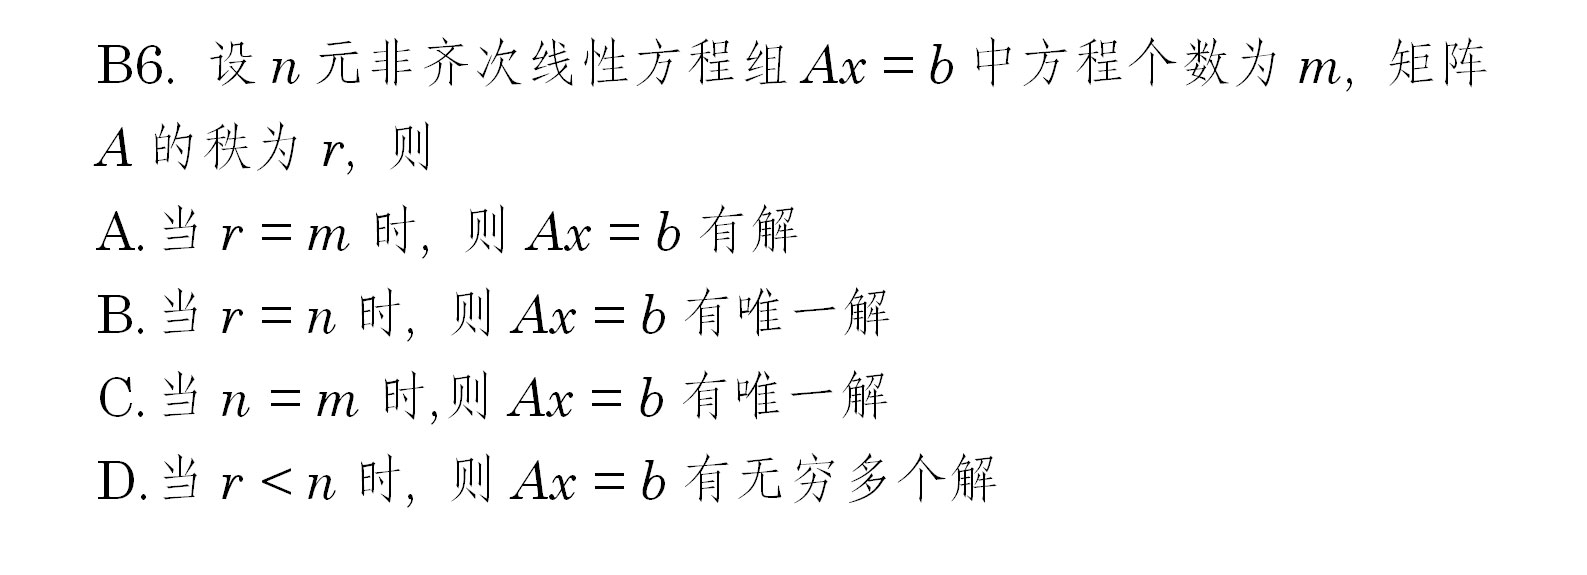 B6. 设 n 元非齐次线性方程组 Ax = b 中方程个数为 m, 矩阵
A 的秩为 r, 则
A. 当 r = m 时, 则 Ax = b 有解
B. 当 r = n 时, 则 Ax = b 有唯一解
C. 当 n = m 时,则 Ax = b 有唯一解
D. 当 r < n 时, 则 Ax = b 有无穷多个解